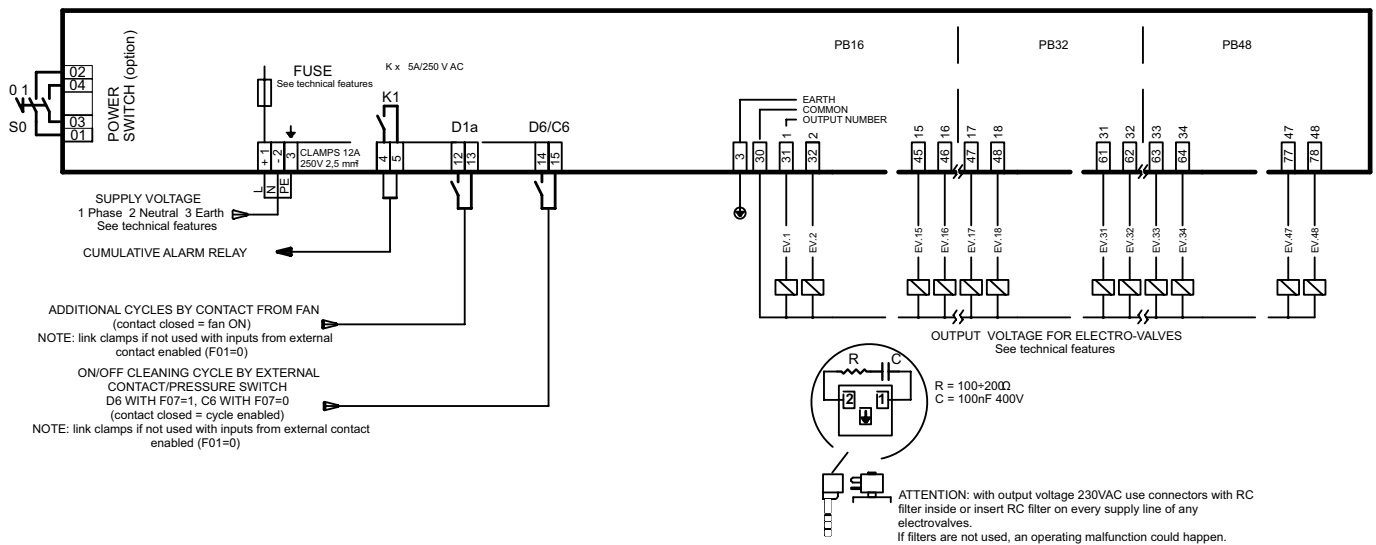 PB16
PB32
PB48
02
04
03
01
0 1
S0
POWER
SWITCH (option)
FUSE
See technical features
K x 5A/250 V AC
K1
D1a
D6/C6
+ 1
- 2
3
CLAMPS 12A
250V 2,5 mm²
4
5
12
13
14
15
L
N
PE
EARTH
COMMON
OUTPUT NUMBER
1
2
15
16
17
18
31
32
33
34
47
48
3
30
31
32
45
46
47
48
61
62
63
64
77
78
SUPPLY VOLTAGE
1 Phase 2 Neutral 3 Earth
See technical features
CUMULATIVE ALARM RELAY
EV.1
EV.2
EV.15
EV.16
EV.17
EV.18
EV.31
EV.32
EV.33
EV.34
EV.47
EV.48
ADDITIONAL CYCLES BY CONTACT FROM FAN
(contact closed = fan ON)
NOTE: link clamps if not used with inputs from external
contact enabled (F01=0)
ON/OFF CLEANING CYCLE BY EXTERNAL
CONTACT/PRESSURE SWITCH
D6 WITH F07=1, C6 WITH F07=0
(contact closed = cycle enabled)
NOTE: link clamps if not used with inputs from external contact
enabled (F01=0)
OUTPUT VOLTAGE FOR ELECTRO-VALVES
See technical features
R
C
2
1
R = 100÷200Ω
C = 100nF 400V
ATTENTION: with output voltage 230VAC use connectors with RC
filter inside or insert RC filter on every supply line of any
electrovalves.
If filters are not used, an operating malfunction could happen.